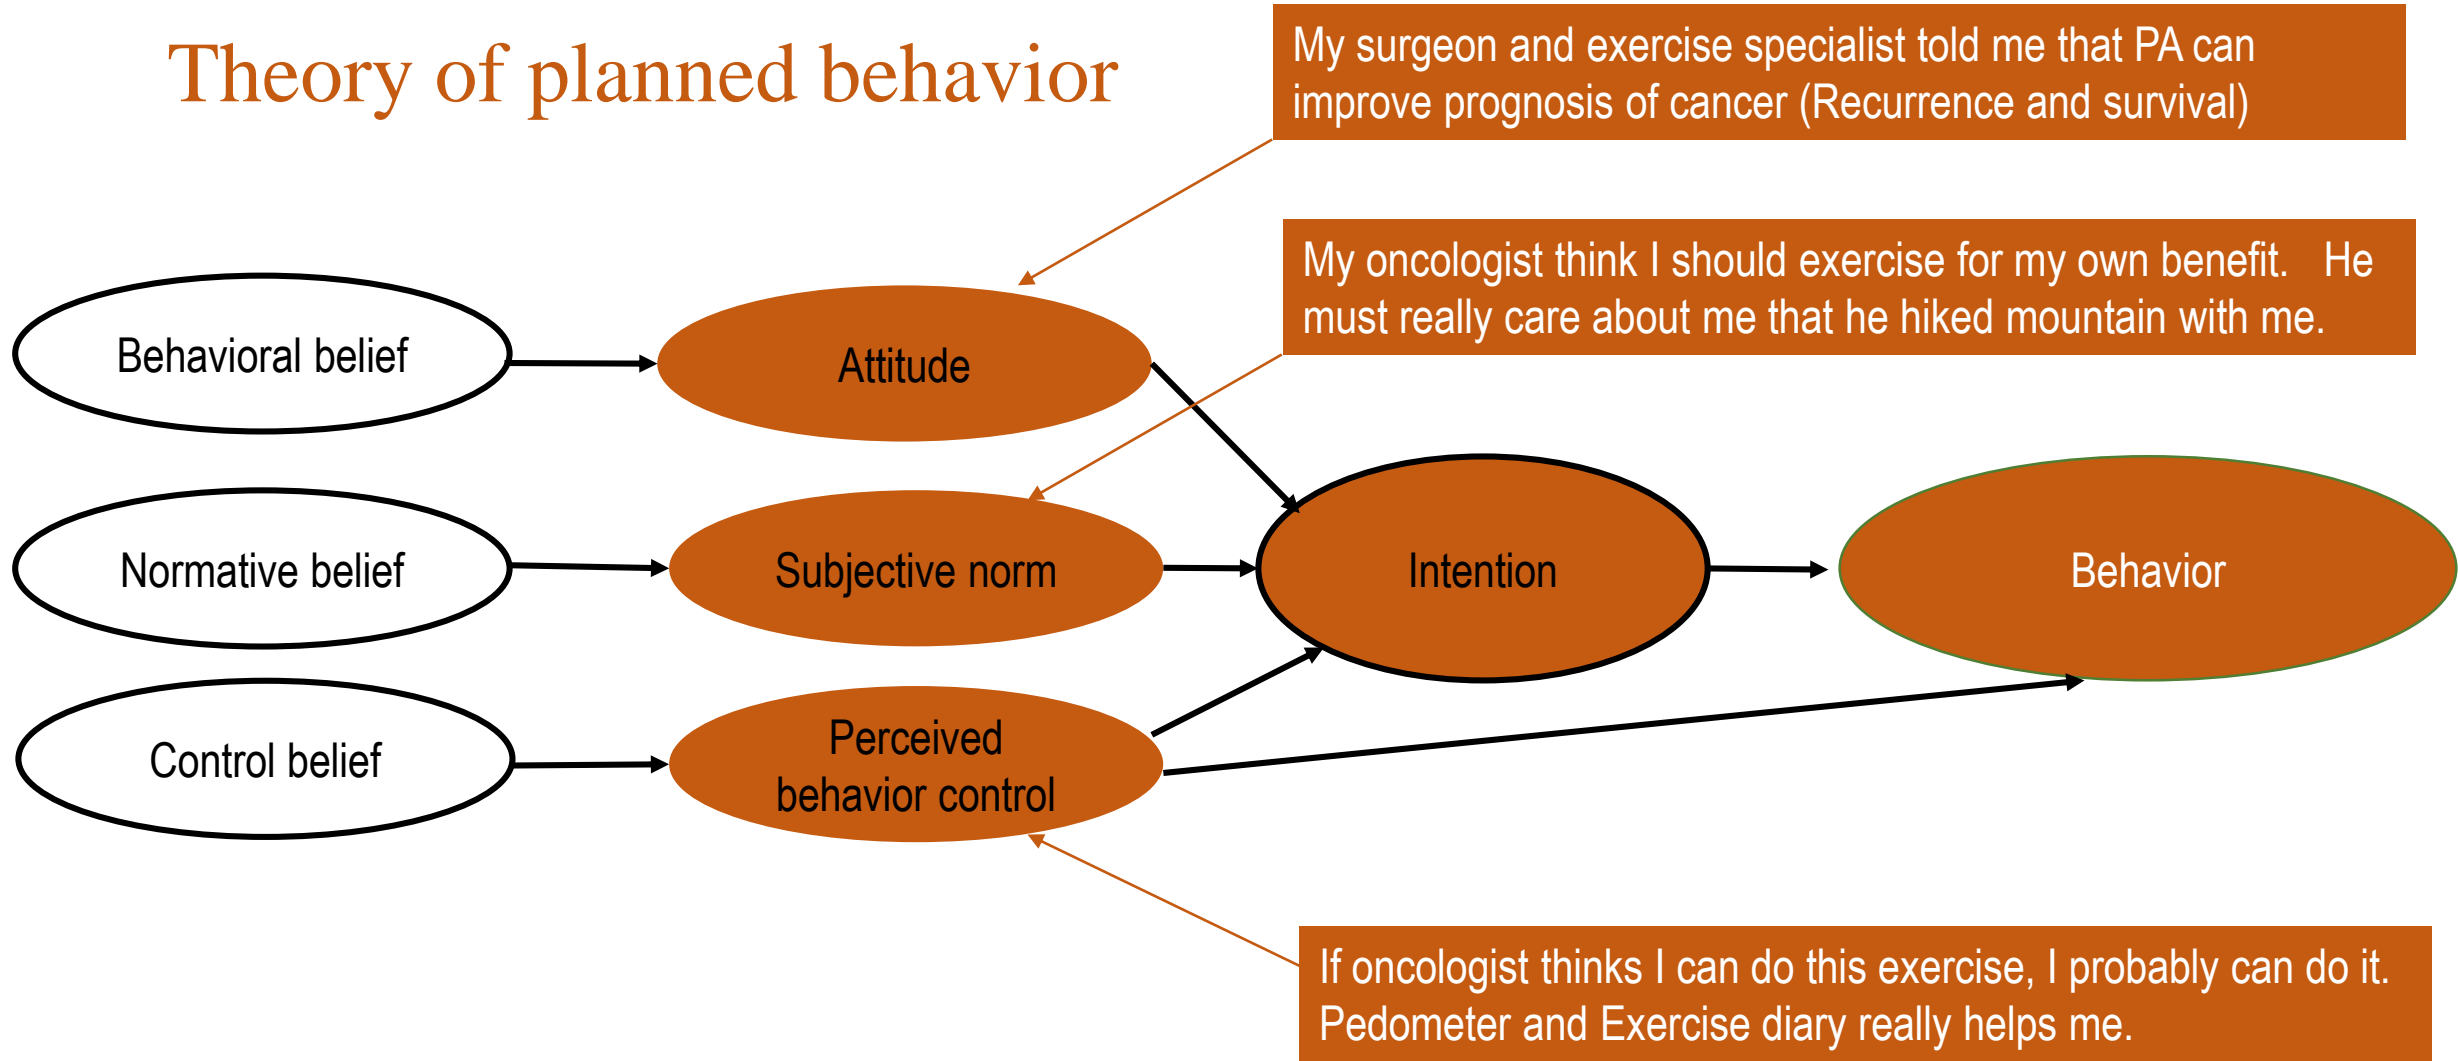 Theory of planned behavior
My surgeon and exercise specialist told me that PA can
improve prognosis of cancer (Recurrence and survival)
My oncologist think I should exercise for my own benefit.   He
must really care about me that he hiked mountain with me.
Behavioral belief
Attitude
Normative belief
Subjective norm
Intention
Behavior
Control belief
Perceived
behavior control
If oncologist thinks I can do this exercise, I probably can do it.
Pedometer and Exercise diary really helps me.